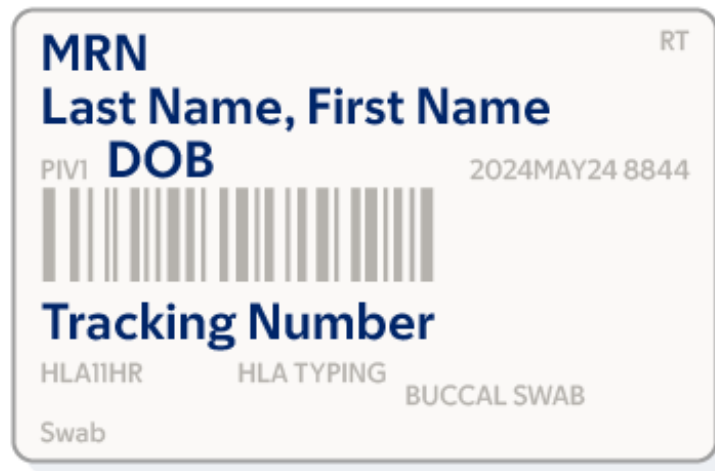 MRN RT
Last Name, First Name
PIV1 DOB 2024MAY24 8844
Tracking Number
HLA11HR HLA TYPING
BUCCAL SWAB
Swab